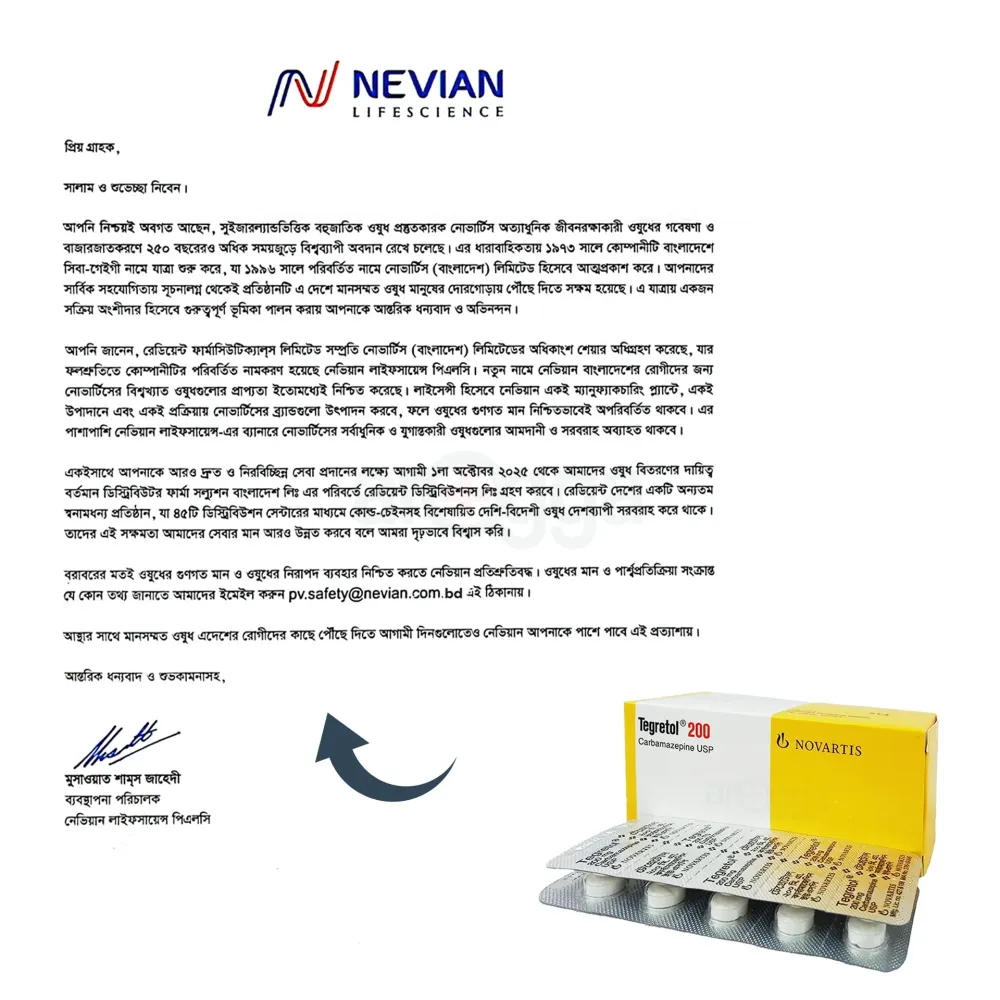 NEVIAN
LIFESCIENCE
প্রিয় গ্রাহক,
সালাম ও শুভেচ্ছা নিবেন।
আপনি নিশ্চয়ই অবগত আছেন, সুইজারল্যান্ডভিত্তিক বহুজাতিক ওষুধ প্রস্তুতকারক নোভার্টিস অত্যাধুনিক জীবনরক্ষাকারী ওষুধের গবেষণা ও
বাজারজাতকরণে ২৫০ বছরেরও অধিক সময়জুড়ে বিশ্বব্যাপী অবদান রেখে চলেছে। এর ধারাবাহিকতায় ১৯৭৩ সালে কোম্পানীটি বাংলাদেশে
সিবা-গেইগী নামে যাত্রা শুরু করে, যা ১৯৯৬ সালে পরিবর্তিত নামে নোভার্টিস (বাংলাদেশ) লিমিটেড হিসেবে আত্মপ্রকাশ করে। আপনাদের
সার্বিক সহযোগিতায় সূচনালগ্ন থেকেই প্রতিষ্ঠানটি এ দেশে মানসম্মত ওষুধ মানুষের দোরগোড়ায় পৌঁছে দিতে সক্ষম হয়েছে। এ যাত্রায় একজন
সক্রিয় অংশীদার হিসেবে গুরুত্বপূর্ণ ভূমিকা পালন করায় আপনাকে আন্তরিক ধন্যবাদ ও অভিনন্দন।
আপনি জানেন, রেডিয়েন্ট ফার্মাসিউটিক্যাল্‌স লিমিটেড সম্প্রতি নোভার্টিস (বাংলাদেশ) লিমিটেডের অধিকাংশ শেয়ার অধিগ্রহণ করেছে, যার
ফলশ্রুতিতে কোম্পানীটির পরিবর্তিত নামকরণ হয়েছে নেভিয়ান লাইফসায়েন্স পিএলসি। নতুন নামে নেভিয়ান বাংলাদেশের রোগীদের জন্য
নোভার্টিসের বিশ্বখ্যাত ওষুধগুলোর প্রাপ্যতা ইতোমধ্যেই নিশ্চিত করেছে। লাইসেন্সী হিসেবে নেভিয়ান একই ম্যানুফ্যাকচারিং প্ল্যান্টে, একই
উপাদানে এবং একই প্রক্রিয়ায় নোভার্টিসের ব্র্যান্ডগুলো উৎপাদন করবে, ফলে ওষুধের গুণগত মান নিশ্চিতভাবেই অপরিবর্তিত থাকবে। এর
পাশাপাশি নেভিয়ান লাইফসায়েন্স-এর ব্যানারে নোভার্টিসের সর্বাধুনিক ও যুগান্তকারী ওষুধগুলোর আমদানী ও সরবরাহ অব্যাহত থাকবে।
একইসাথে আপনাকে আরও দ্রুত ও নিরবিচ্ছিন্ন সেবা প্রদানের লক্ষ্যে আগামী ১লা অক্টোবর ২০২৫ থেকে আমাদের ওষুধ বিতরণের দায়িত্ব
বর্তমান ডিস্ট্রিবিউটর ফার্মা সল্যুশন বাংলাদেশ লিঃ এর পরিবর্তে রেডিয়েন্ট ডিস্ট্রিবিউশনস লিঃ গ্রহণ করবে। রেডিয়েন্ট দেশের একটি অন্যতম
স্বনামধন্য প্রতিষ্ঠান, যা ৪৫টি ডিস্ট্রিবিউশন সেন্টারের মাধ্যমে কোল্ড-চেইনসহ বিশেষায়িত দেশি-বিদেশী ওষুধ দেশব্যাপী সরবরাহ করে থাকে।
তাদের এই সক্ষমতা আমাদের সেবার মান আরও উন্নত করবে বলে আমরা দৃঢ়ভাবে বিশ্বাস করি।
বরাবরের মতই ওষুধের গুণগত মান ও ওষুধের নিরাপদ ব্যবহার নিশ্চিত করতে নেভিয়ান প্রতিশ্রুতিবদ্ধ। ওষুধের মান ও পার্শ্বপ্রতিক্রিয়া সংক্রান্ত
যে কোন তথ্য জানাতে আমাদের ইমেইল করুন pv.safety@nevian.com.bd এই ঠিকানায়।
আস্থার সাথে মানসম্মত ওষুধ এদেশের রোগীদের কাছে পৌঁছে দিতে আগামী দিনগুলোতেও নেভিয়ান আপনাকে পাশে পাবে এই প্রত্যাশায়।
আন্তরিক ধন্যবাদ ও শুভকামনাসহ,
মুসাওয়াত শাম্‌স জাহেদী
ব্যবস্থাপনা পরিচালক
নেভিয়ান লাইফসায়েন্স পিএলসি
Tegretol® 200
Carbamazepine USP
NOVARTIS
Tegretol®
200 mg
Carbamazepine
USP
NOVARTIS